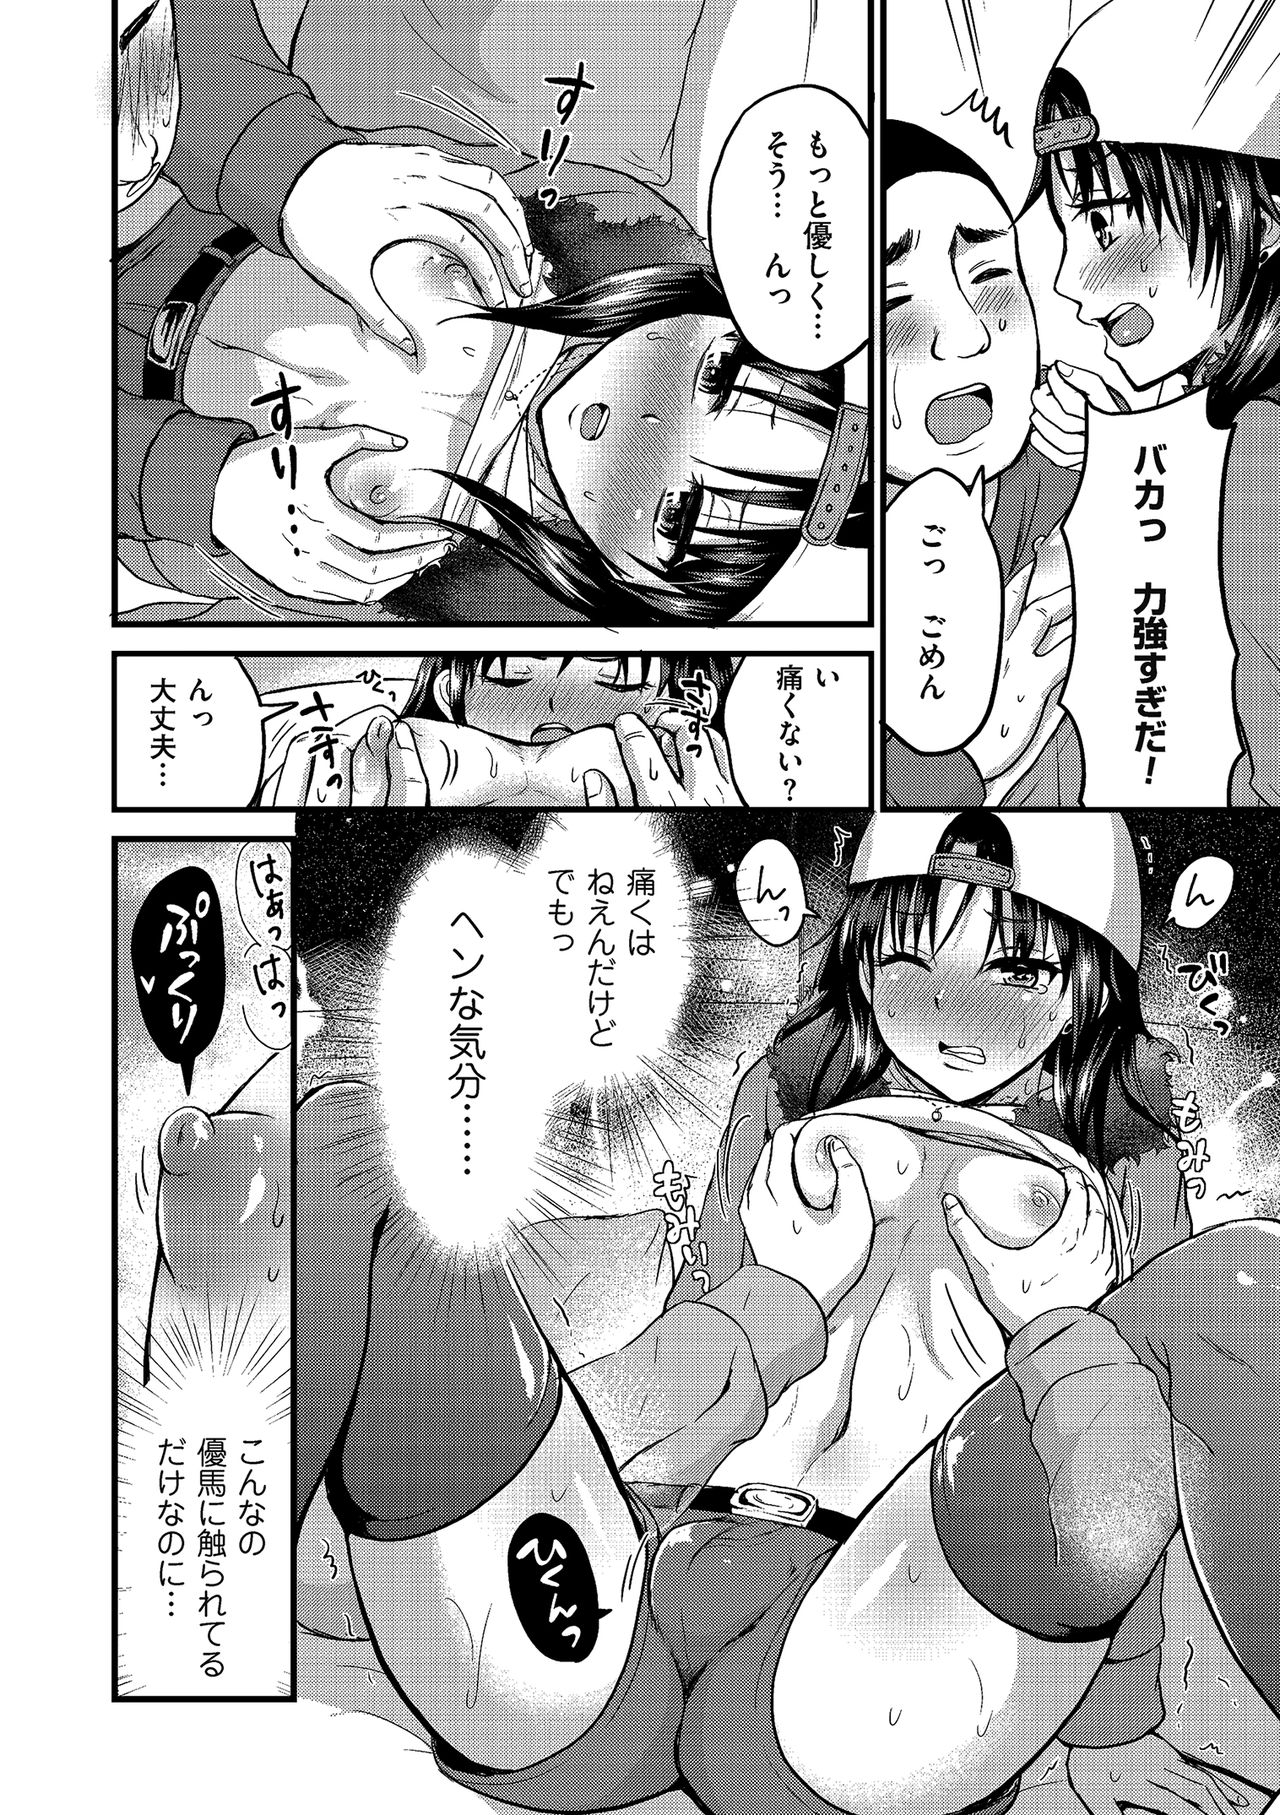 バカっ　力強すぎだ！
ごっ　ごめん
もっと優しく…
そう…　んっ
すりっ
すり…
い
痛くない？
さすっ
さすっ
ひくっ
んっ
大丈夫…
んっ
んっ
びくっ
もみっ
もみぃっ
痛くは
ねえんだけど
でもっ
ヘンな気分……
ひくんっ
はぁっ
はっ
ぷっくり
こんなの
優馬に触られてる
だけなのに…